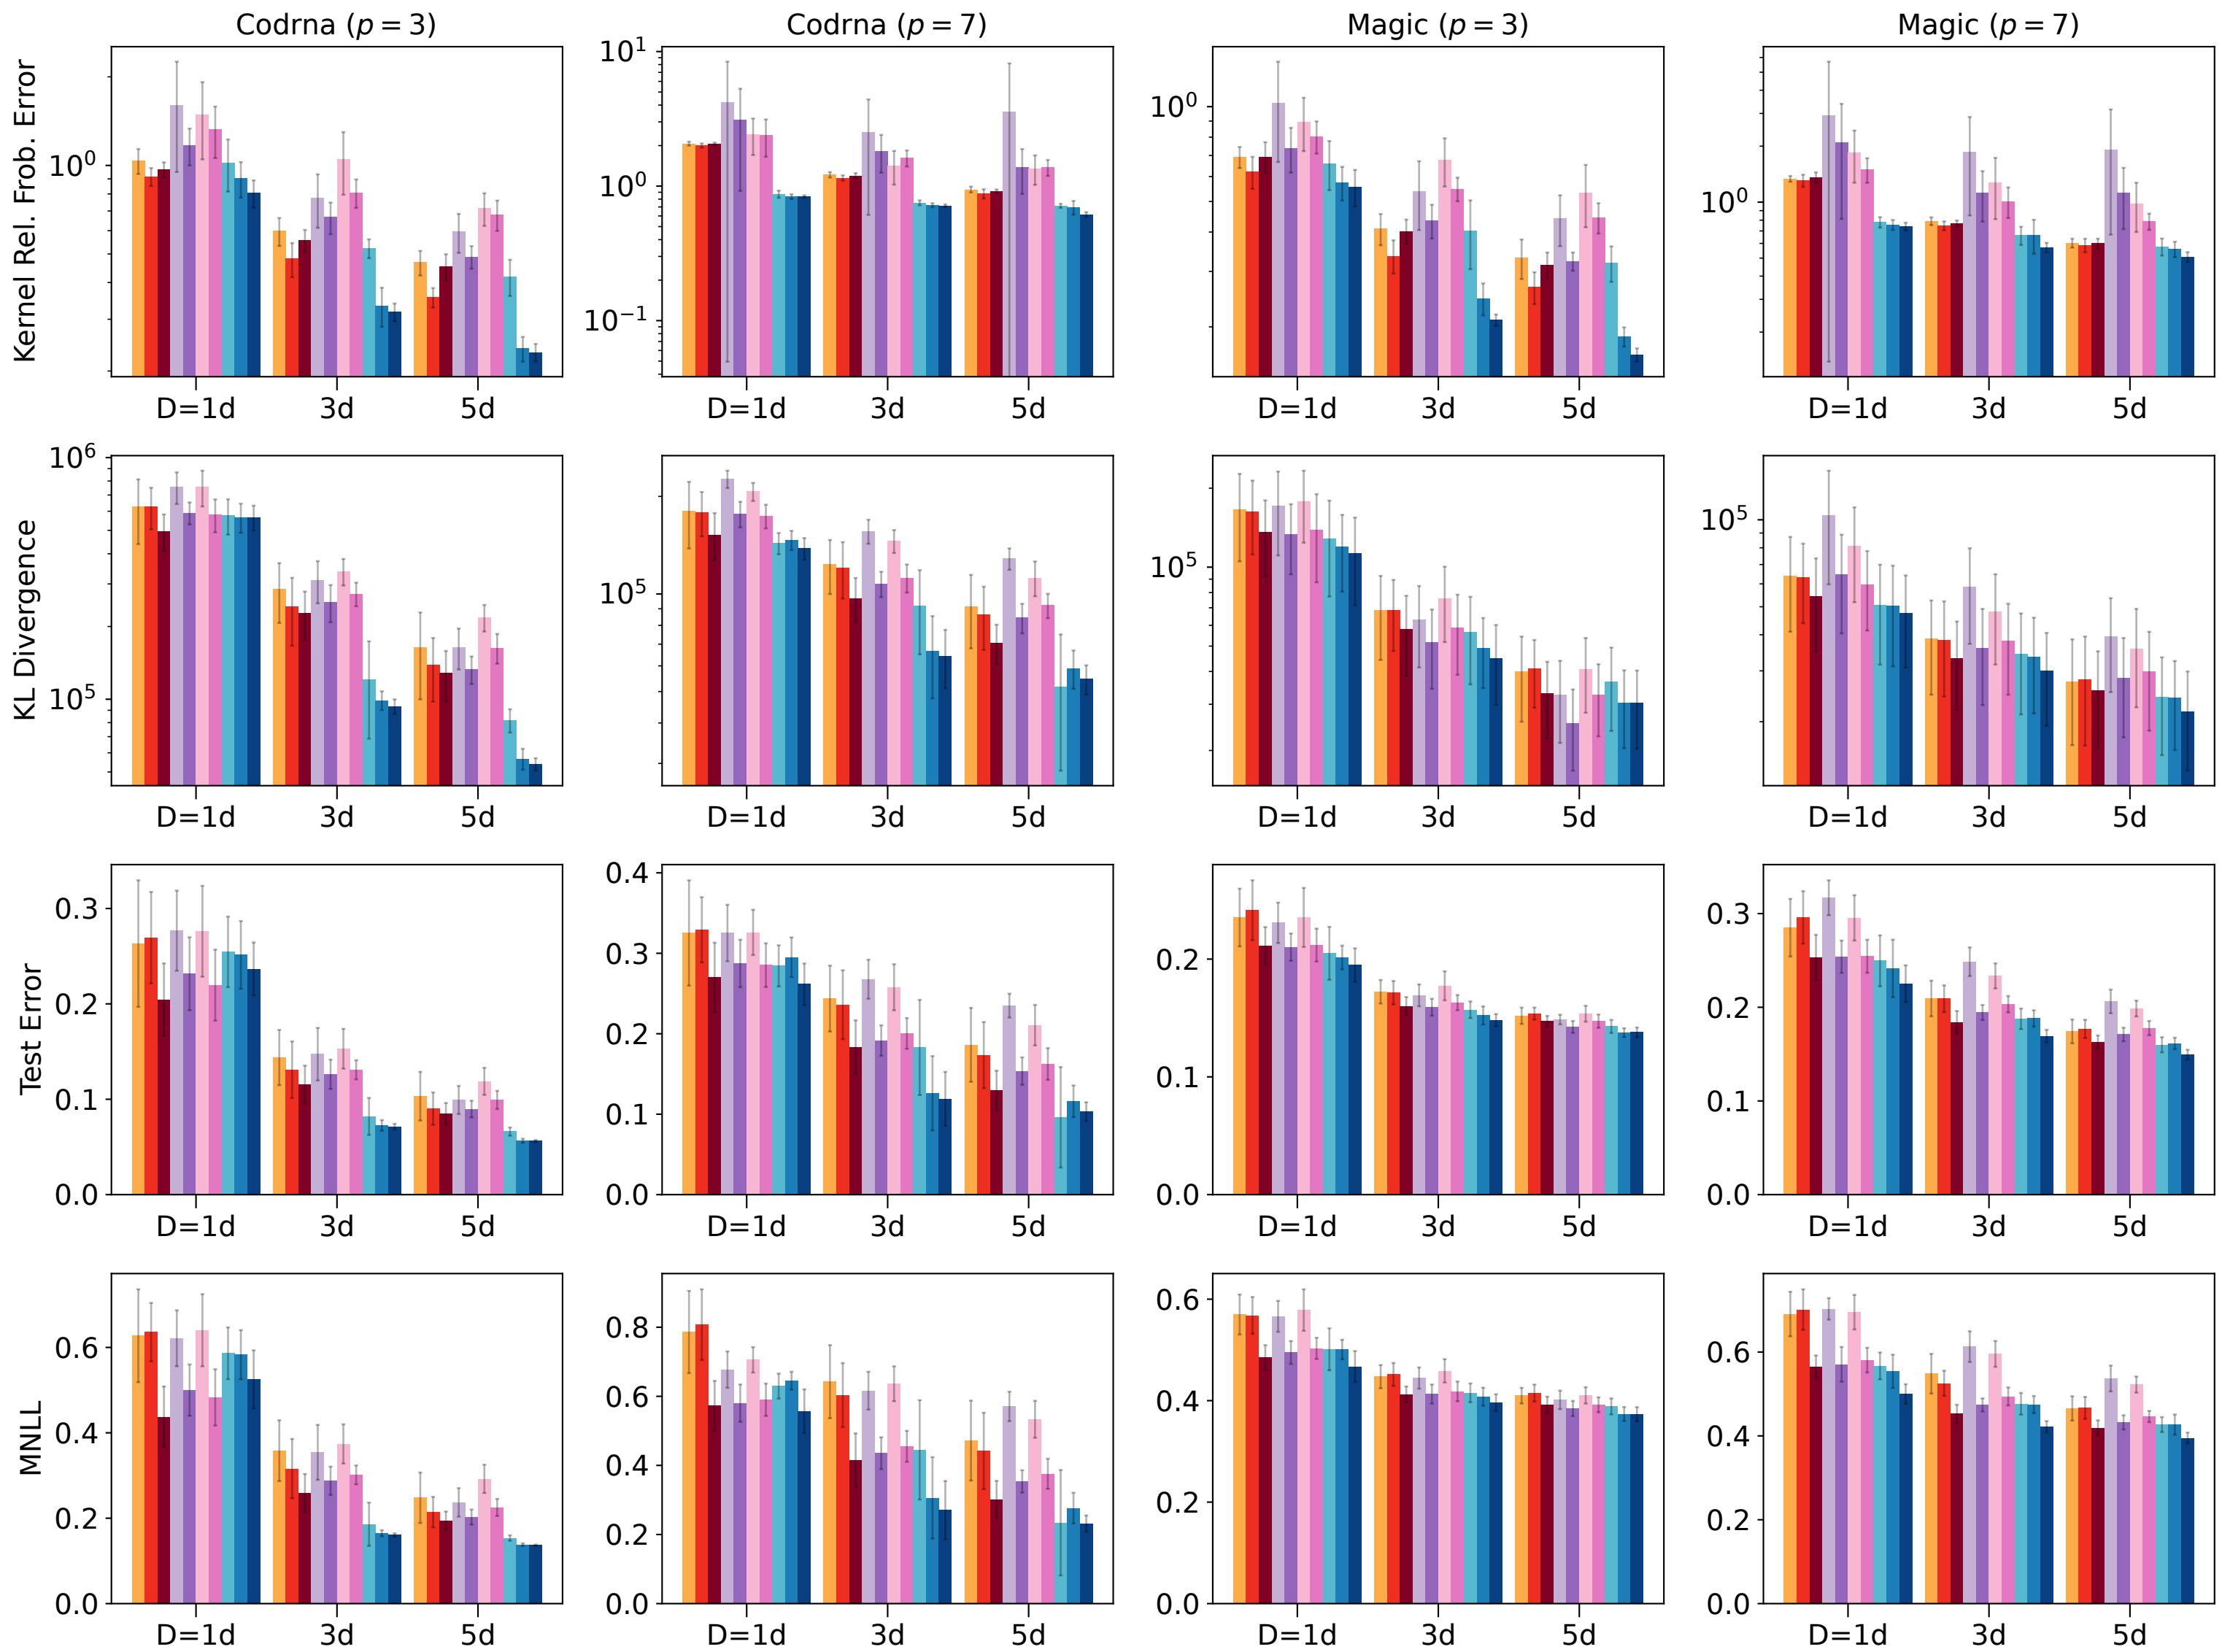 Codrna (p = 3)
Codrna (p = 7)
Magic (p = 3)
Magic (p = 7)
Kernel Rel. Frob. Error
10^0
D=1d 3d 5d
10^1
10^0
10^-1
D=1d 3d 5d
10^0
D=1d 3d 5d
10^0
D=1d 3d 5d
KL Divergence
10^6
10^5
D=1d 3d 5d
10^5
D=1d 3d 5d
10^5
D=1d 3d 5d
10^5
D=1d 3d 5d
Test Error
0.3
0.2
0.1
0.0
D=1d 3d 5d
0.4
0.3
0.2
0.1
0.0
D=1d 3d 5d
0.2
0.1
0.0
D=1d 3d 5d
0.3
0.2
0.1
0.0
D=1d 3d 5d
MNLL
0.6
0.4
0.2
0.0
D=1d 3d 5d
0.8
0.6
0.4
0.2
0.0
D=1d 3d 5d
0.6
0.4
0.2
0.0
D=1d 3d 5d
0.6
0.4
0.2
0.0
D=1d 3d 5d